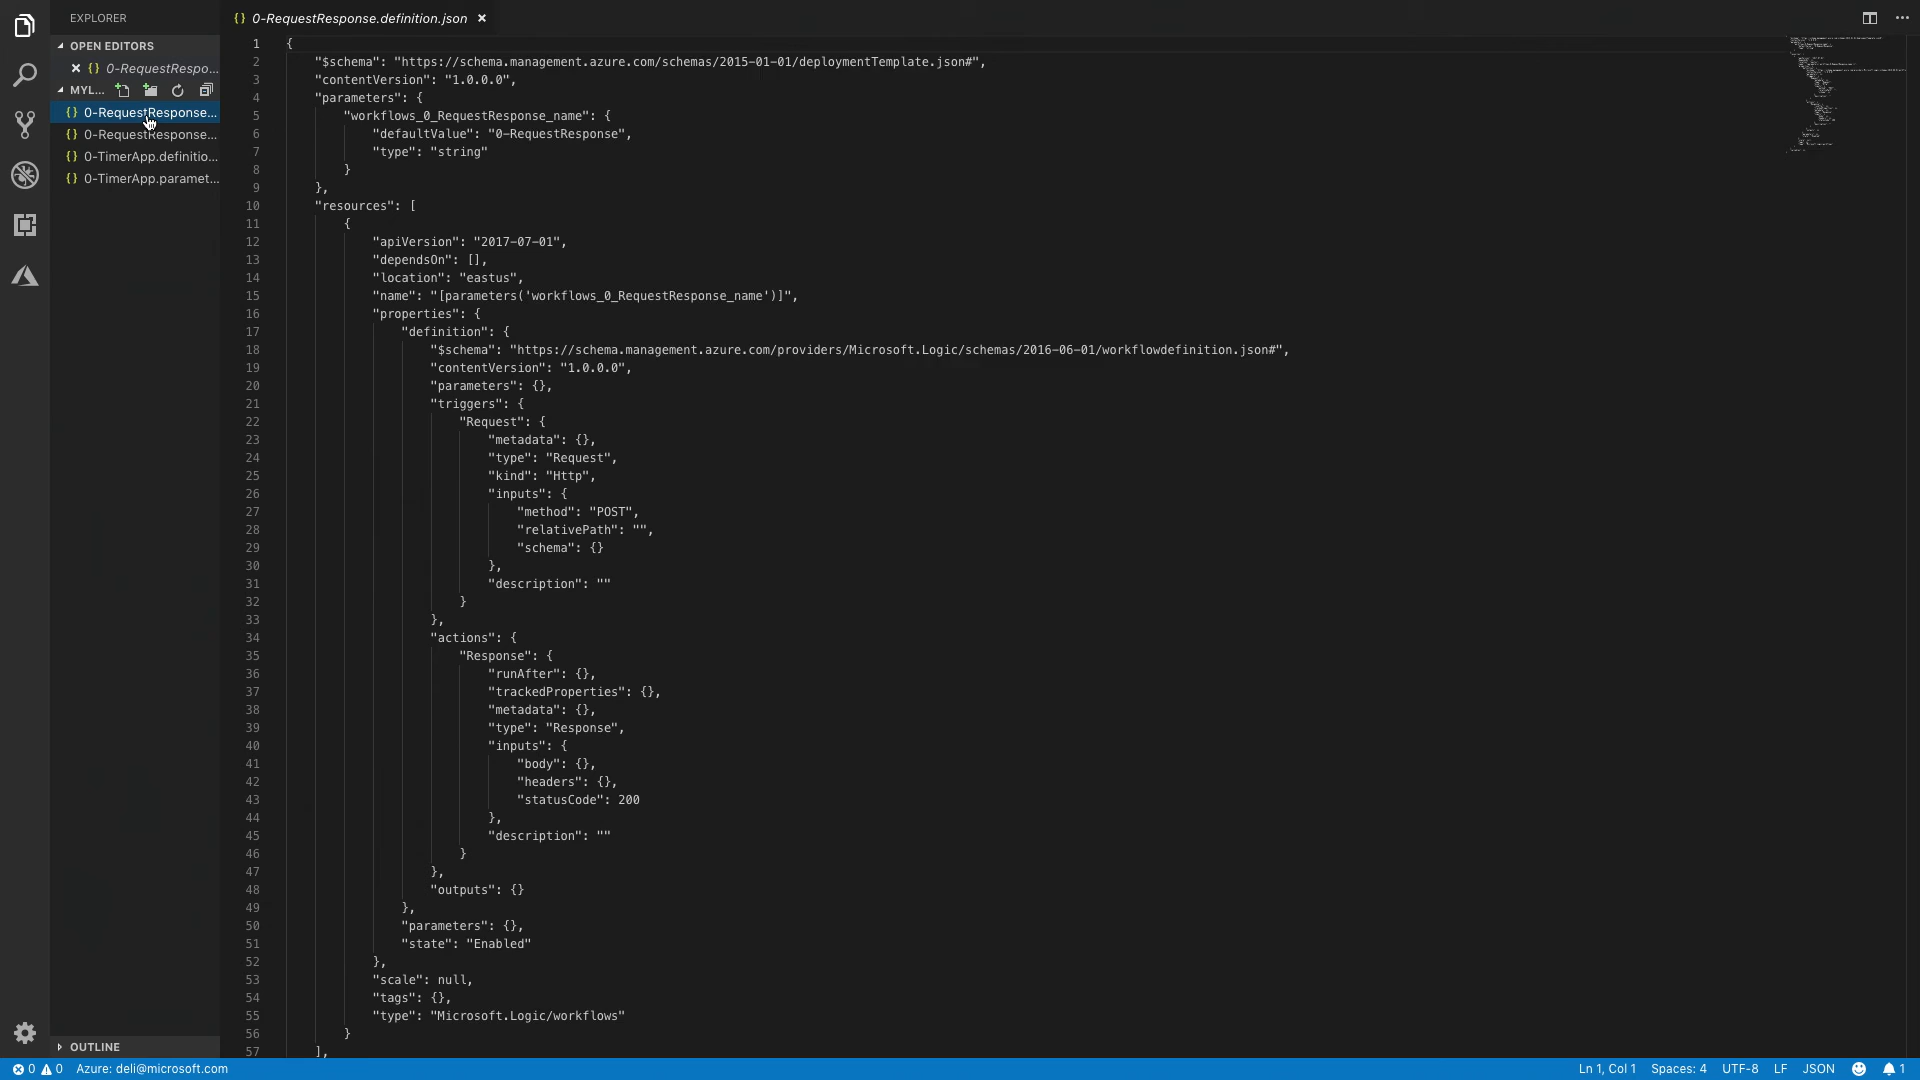 EXPLORER
OPEN EDITORS
0-RequestRespo...
MYL...
0-RequestResponse...
0-RequestResponse...
0-TimerApp.definitio...
0-TimerApp.paramet...
OUTLINE
0-RequestResponse.definition.json
1 {
2 "$schema": "https://schema.management.azure.com/schemas/2015-01-01/deploymentTemplate.json#",
3 "contentVersion": "1.0.0.0",
4 "parameters": {
5 "workflows_0_RequestResponse_name": {
6 "defaultValue": "0-RequestResponse",
7 "type": "string"
8 }
9 },
10 "resources": [
11 {
12 "apiVersion": "2017-07-01",
13 "dependsOn": [],
14 "location": "eastus",
15 "name": "[parameters('workflows_0_RequestResponse_name')]",
16 "properties": {
17 "definition": {
18 "$schema": "https://schema.management.azure.com/providers/Microsoft.Logic/schemas/2016-06-01/workflowdefinition.json#",
19 "contentVersion": "1.0.0.0",
20 "parameters": {},
21 "triggers": {
22 "Request": {
23 "metadata": {},
24 "type": "Request",
25 "kind": "Http",
26 "inputs": {
27 "method": "POST",
28 "relativePath": "",
29 "schema": {}
30 },
31 "description": ""
32 }
33 },
34 "actions": {
35 "Response": {
36 "runAfter": {},
37 "trackedProperties": {},
38 "metadata": {},
39 "type": "Response",
40 "inputs": {
41 "body": {},
42 "headers": {},
43 "statusCode": 200
44 },
45 "description": ""
46 }
47 },
48 "outputs": {}
49 },
50 "parameters": {},
51 "state": "Enabled"
52 },
53 "scale": null,
54 "tags": {},
55 "type": "Microsoft.Logic/workflows"
56 }
57 ],
0 0 Azure: deli@microsoft.com Ln 1, Col 1 Spaces: 4 UTF-8 LF JSON 1